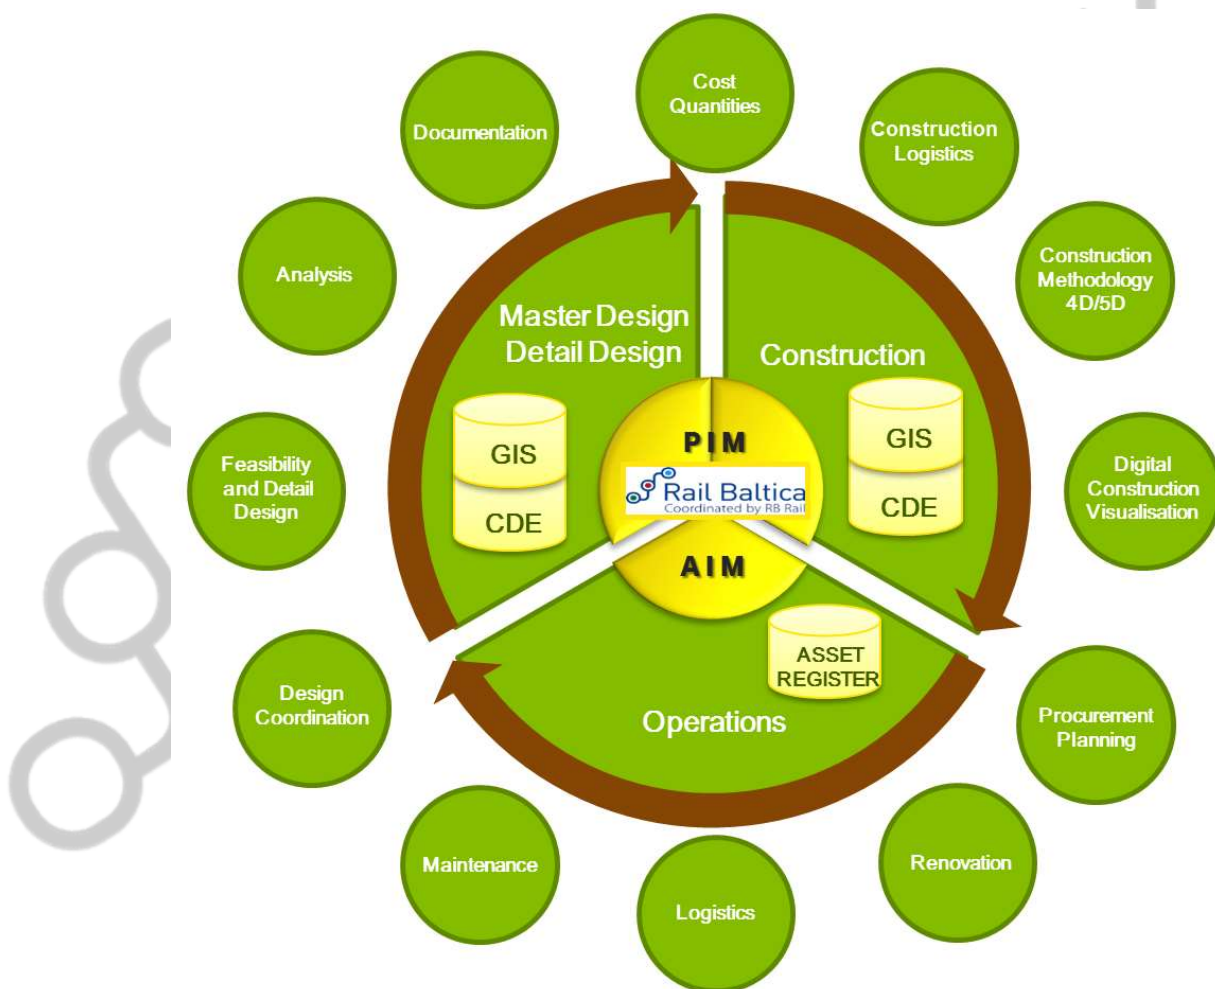 Cost
Quantities
Documentation
Construction
Logistics
Analysis
Construction
Methodology
4D/5D
Master Design
Detail Design
Construction
GIS
CDE
PIM
GIS
CDE
Rail Baltica
Coordinated by RB Rail
AIM
Feasibility
and Detail
Design
Digital
Construction
Visualisation
ASSET
REGISTER
Operations
Design
Coordination
Procurement
Planning
Maintenance
Logistics
Renovation